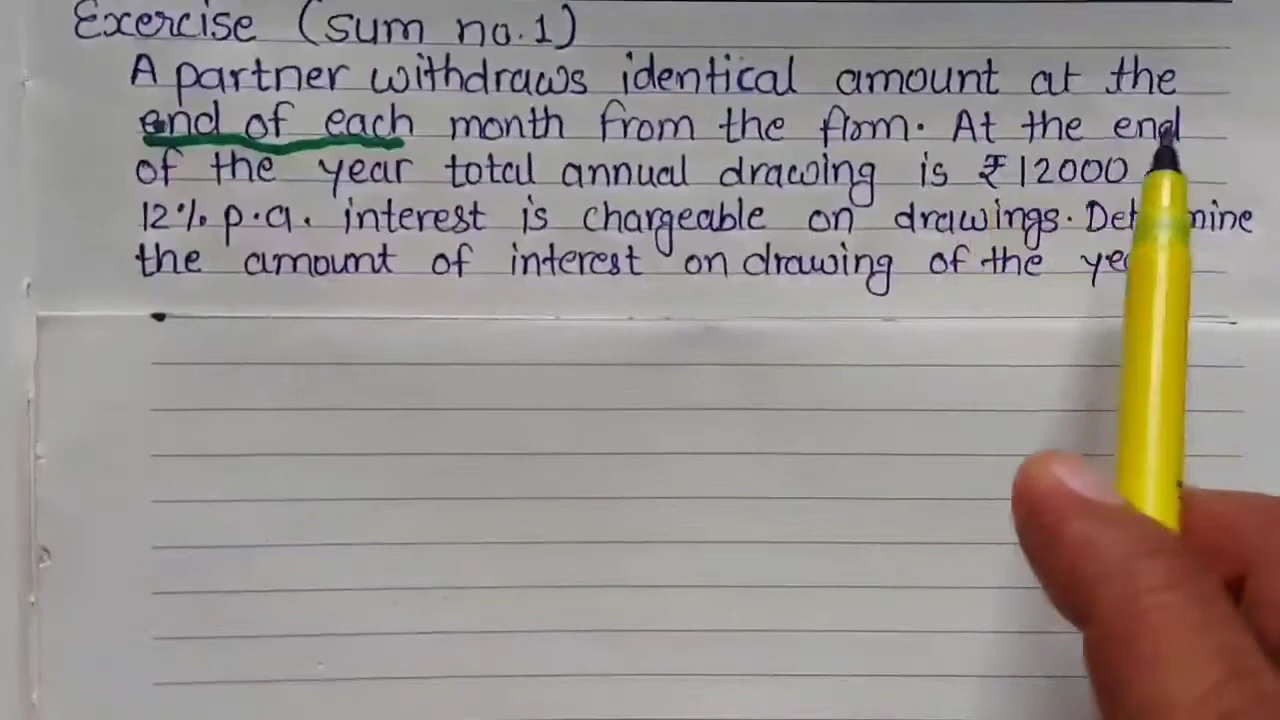 Exercise (sum no.1)
A partner withdraws identical amount at the
end of each month from the firm. At the end
of the year total annual drawing is ₹12000
12% p.a. interest is chargeable on drawings.
the amount of interest on drawing of the